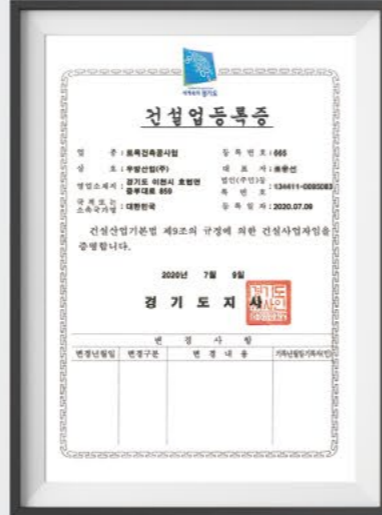 세계속의 경기도
건설업등록증
업 종 : 토목건축공사업 등 록 번 호 : 665
상 호 : 우람산업(주) 대 표 자 :
영업소재지 : 경기도 이천시 호법면 중부대로 859 법인(주민)등록번호 : 134411-0085083
국적 또는 소속국가명 : 대한민국 등 록 일 자 : 2020.07.09
건설산업기본법 제9조의 규정에 의한 건설사업자임을
증명합니다.
2020년 7월 9일
경 기 도 지 사
변 경 사 항
변경년월일 변경구분 변 경 내 용